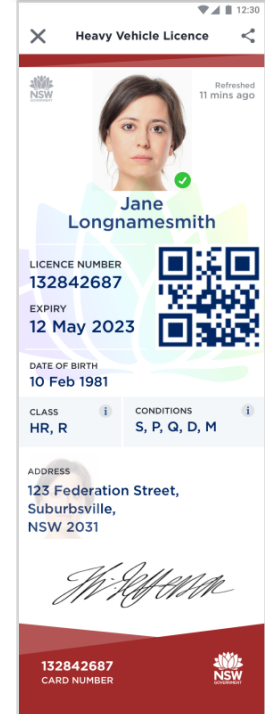 12:30
Heavy Vehicle Licence
NSW
GOVERNMENT
Refreshed
11 mins ago
Jane
Longnamesmith
LICENCE NUMBER
132842687
EXPIRY
12 May 2023
DATE OF BIRTH
10 Feb 1981
CLASS i
HR, R
CONDITIONS i
S, P, Q, D, M
ADDRESS
123 Federation Street,
Suburbsville,
NSW 2031
132842687
CARD NUMBER
NSW
GOVERNMENT